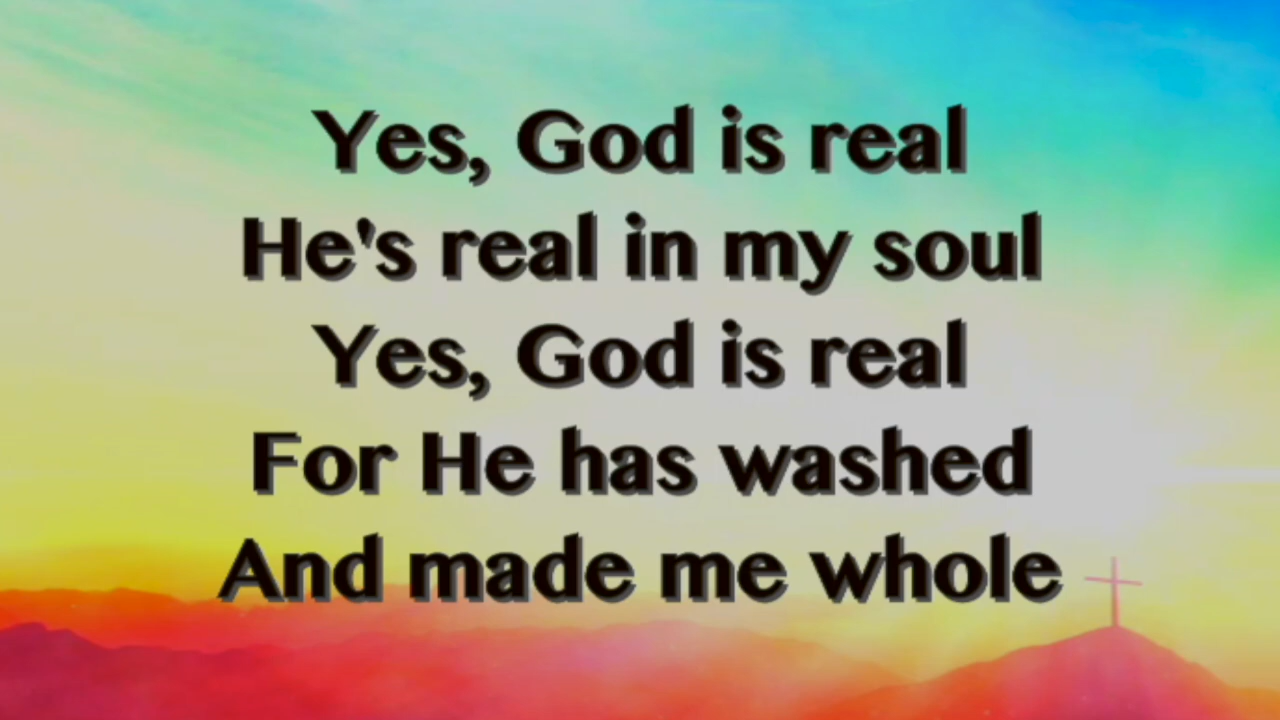 Yes, God is real
He's real in my soul
Yes, God is real
For He has washed
And made me whole